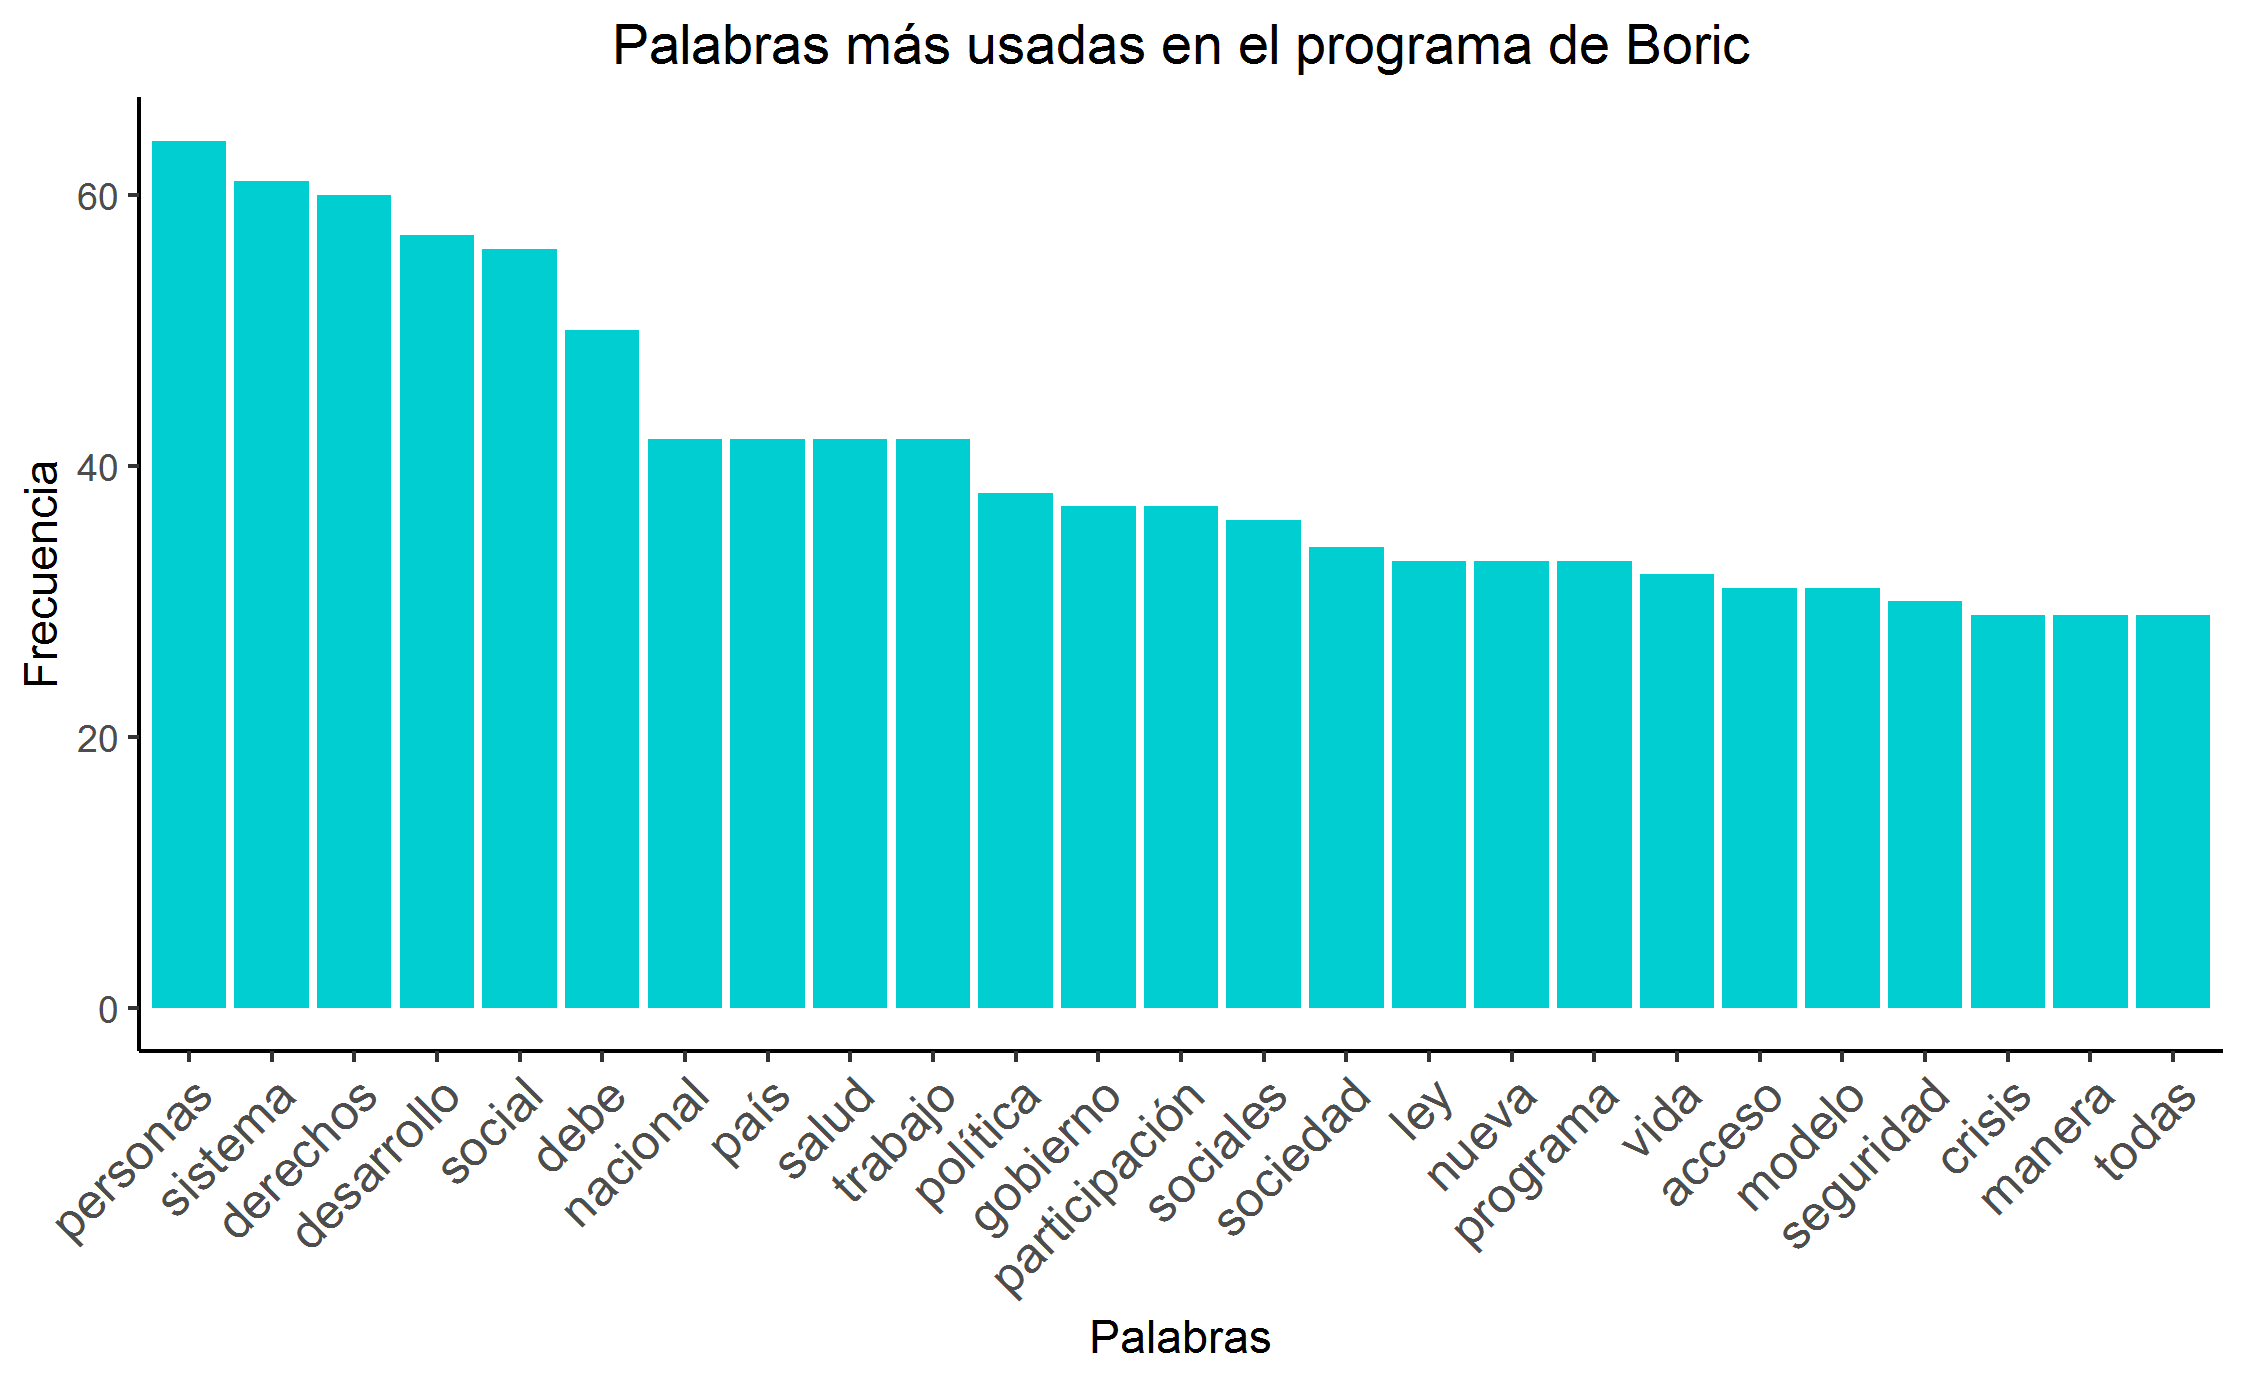 Palabras más usadas en el programa de Boric
Frecuencia
60
40
20
0
personas
sistema
derechos
desarrollo
social
debe
nacional
país
salud
trabajo
política
gobierno
participación
sociales
sociedad
ley
nueva
programa
vida
acceso
modelo
seguridad
crisis
manera
todas
Palabras